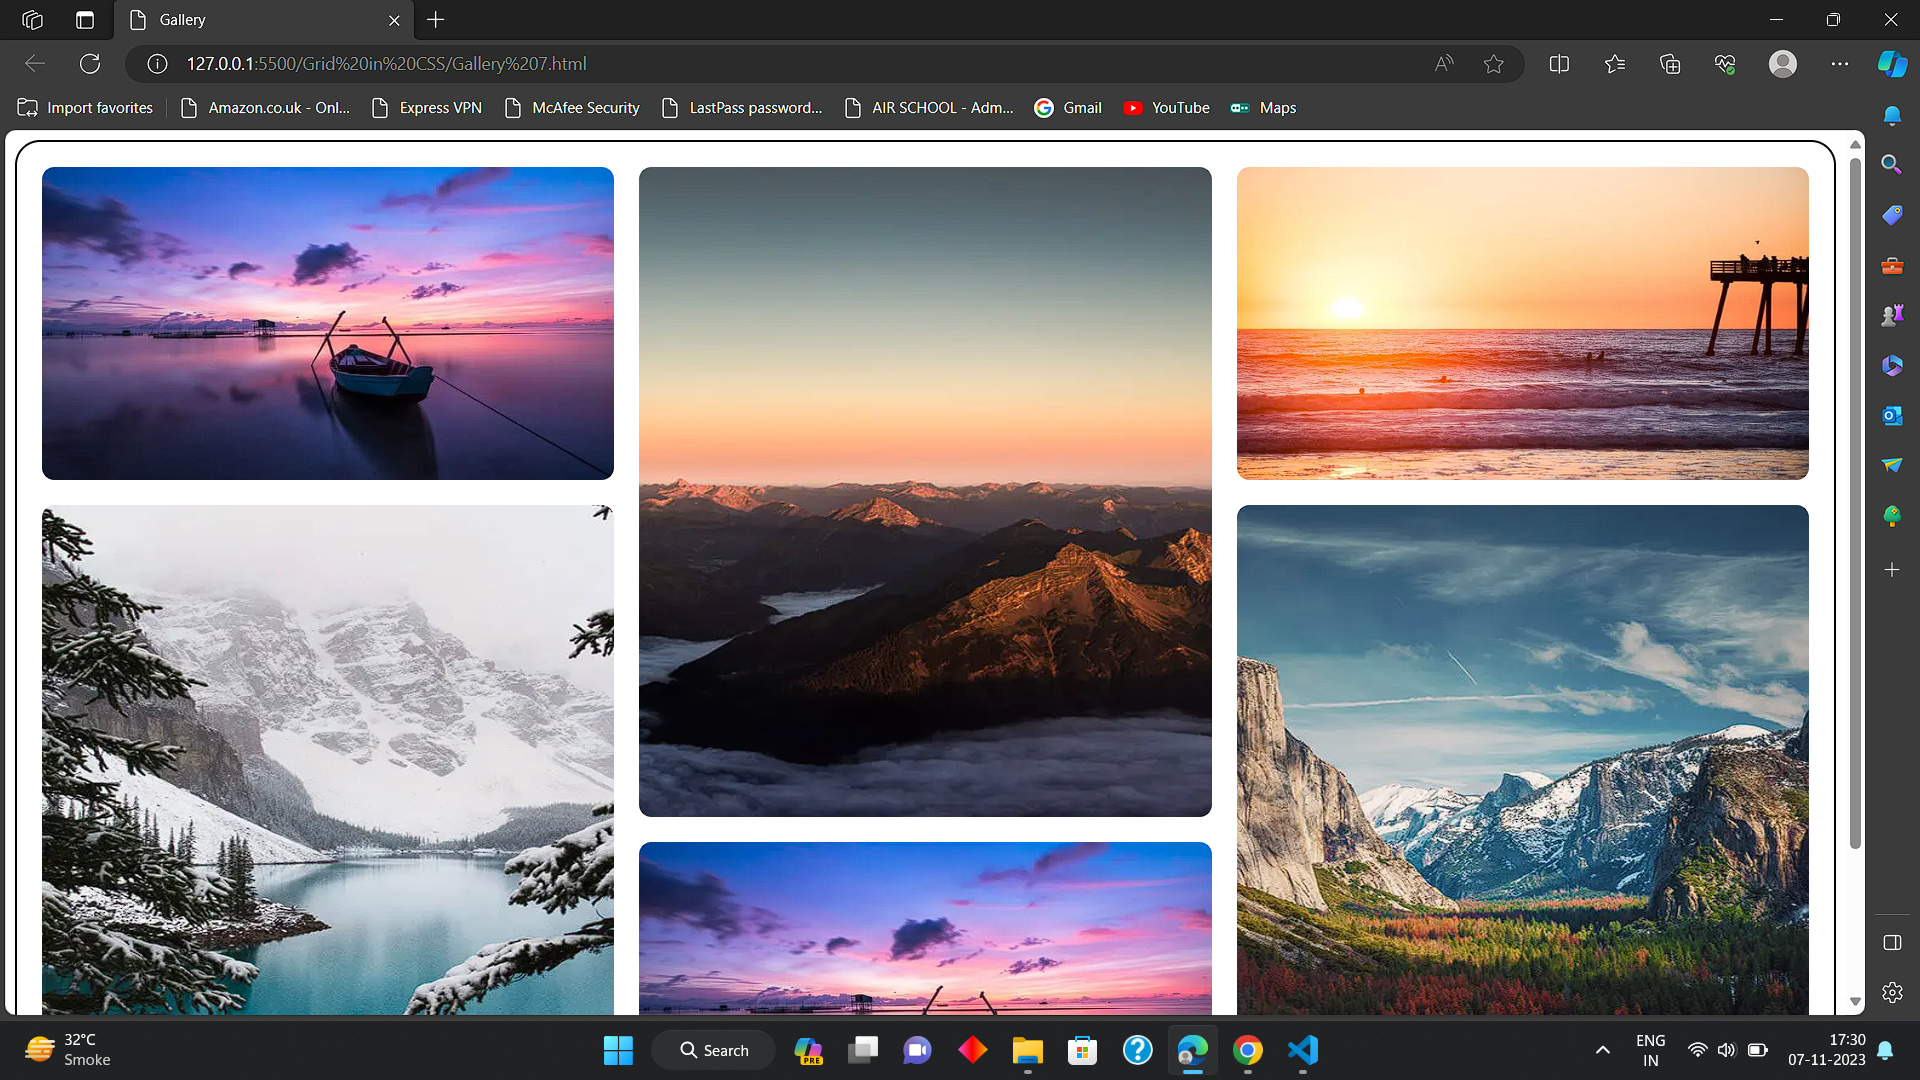 Gallery
127.0.0.1:5500/Grid%20in%20CSS/Gallery%207.html
Import favorites
Amazon.co.uk - Onl...
Express VPN
McAfee Security
LastPass password...
AIR SCHOOL - Adm...
Gmail
YouTube
Maps
32°C
Smoke
Search
PRE
ENG
IN
17:30
07-11-2023